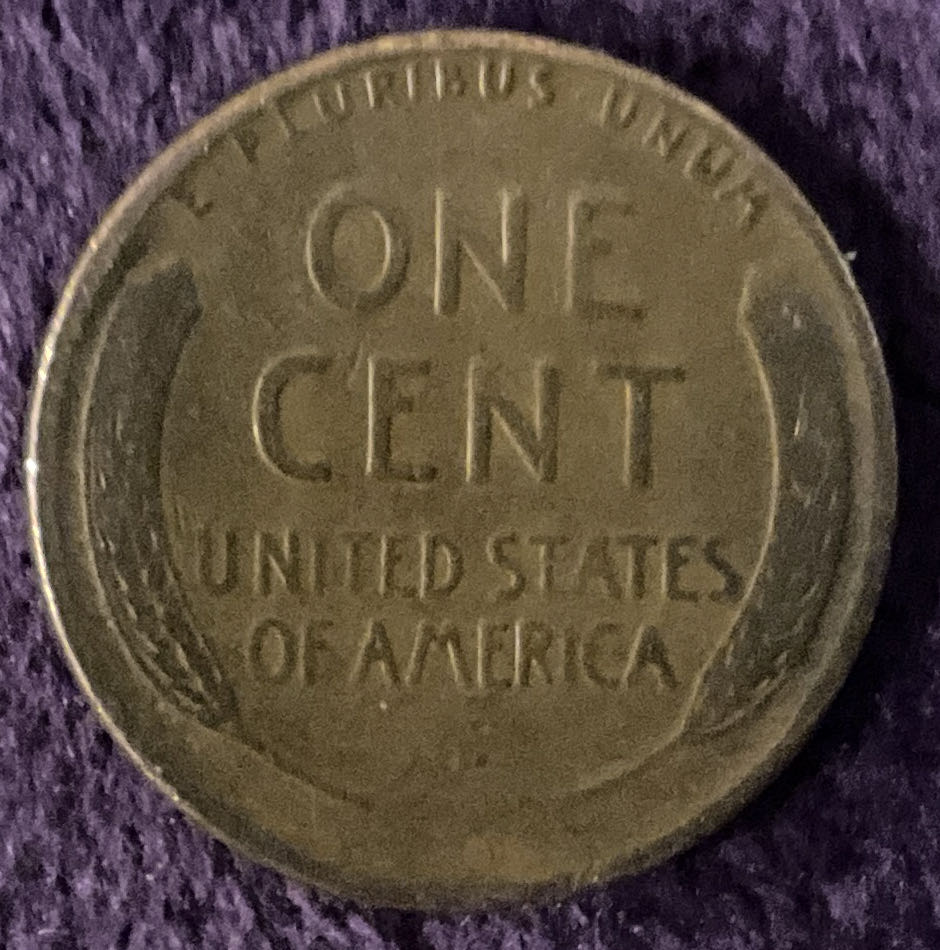 E PLURIBUS UNUM
ONE
CENT
UNITED STATES
OF AMERICA